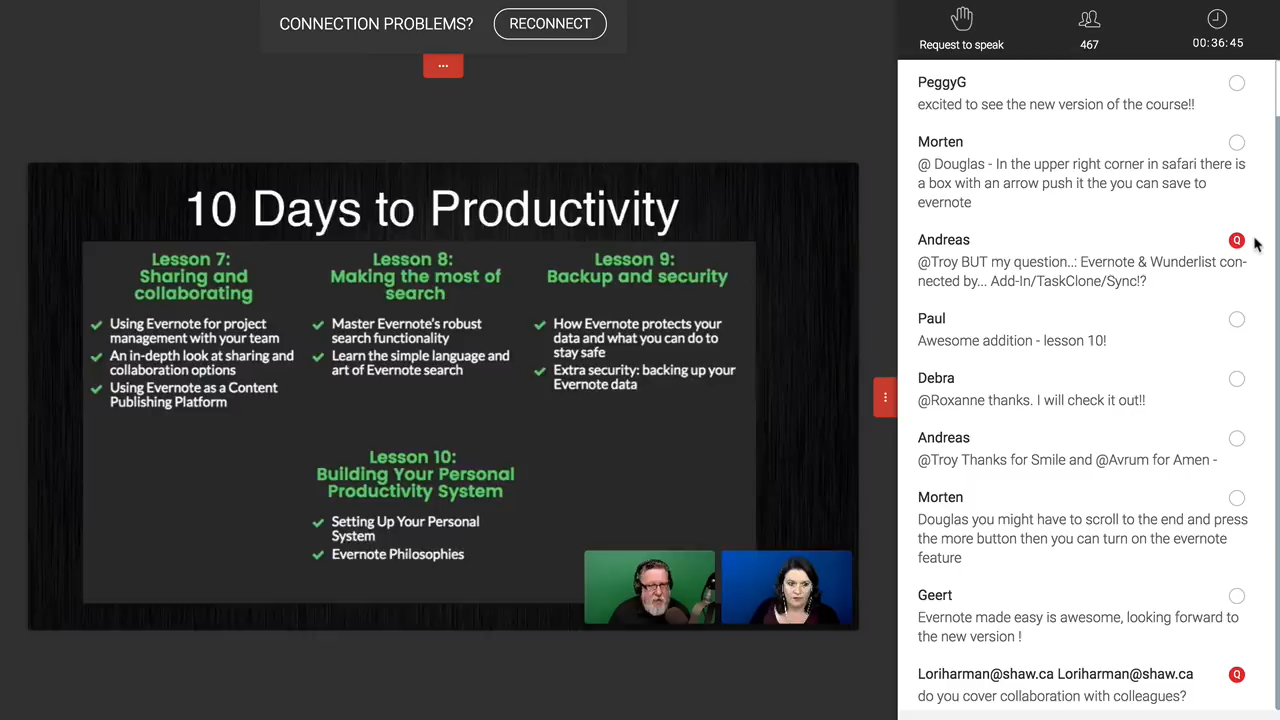 CONNECTION PROBLEMS?
RECONNECT
...
Request to speak
467
00:36:45
10 Days to Productivity
Lesson 7:
Sharing and
collaborating
✓ Using Evernote for project
management with your team
✓ An in-depth look at sharing and
collaboration options
✓ Using Evernote as a Content
Publishing Platform
Lesson 8:
Making the most of
search
✓ Master Evernote's robust
search functionality
✓ Learn the simple language and
art of Evernote search
Lesson 9:
Backup and security
✓ How Evernote protects your
data and what you can do to
stay safe
✓ Extra security: backing up your
Evernote data
Lesson 10:
Building Your Personal
Productivity System
✓ Setting Up Your Personal
System
✓ Evernote Philosophies
PeggyG
excited to see the new version of the course!!
Morten
@ Douglas - In the upper right corner in safari there is
a box with an arrow push it the you can save to
evernote
Andreas
Q
@Troy BUT my question..: Evernote & Wunderlist con-
nected by... Add-In/TaskClone/Sync!?
Paul
Awesome addition - lesson 10!
Debra
@Roxanne thanks. I will check it out!!
Andreas
@Troy Thanks for Smile and @Avrum for Amen -
Morten
Douglas you might have to scroll to the end and press
the more button then you can turn on the evernote
feature
Geert
Evernote made easy is awesome, looking forward to
the new version !
Loriharman@shaw.ca Loriharman@shaw.ca
Q
do you cover collaboration with colleagues?